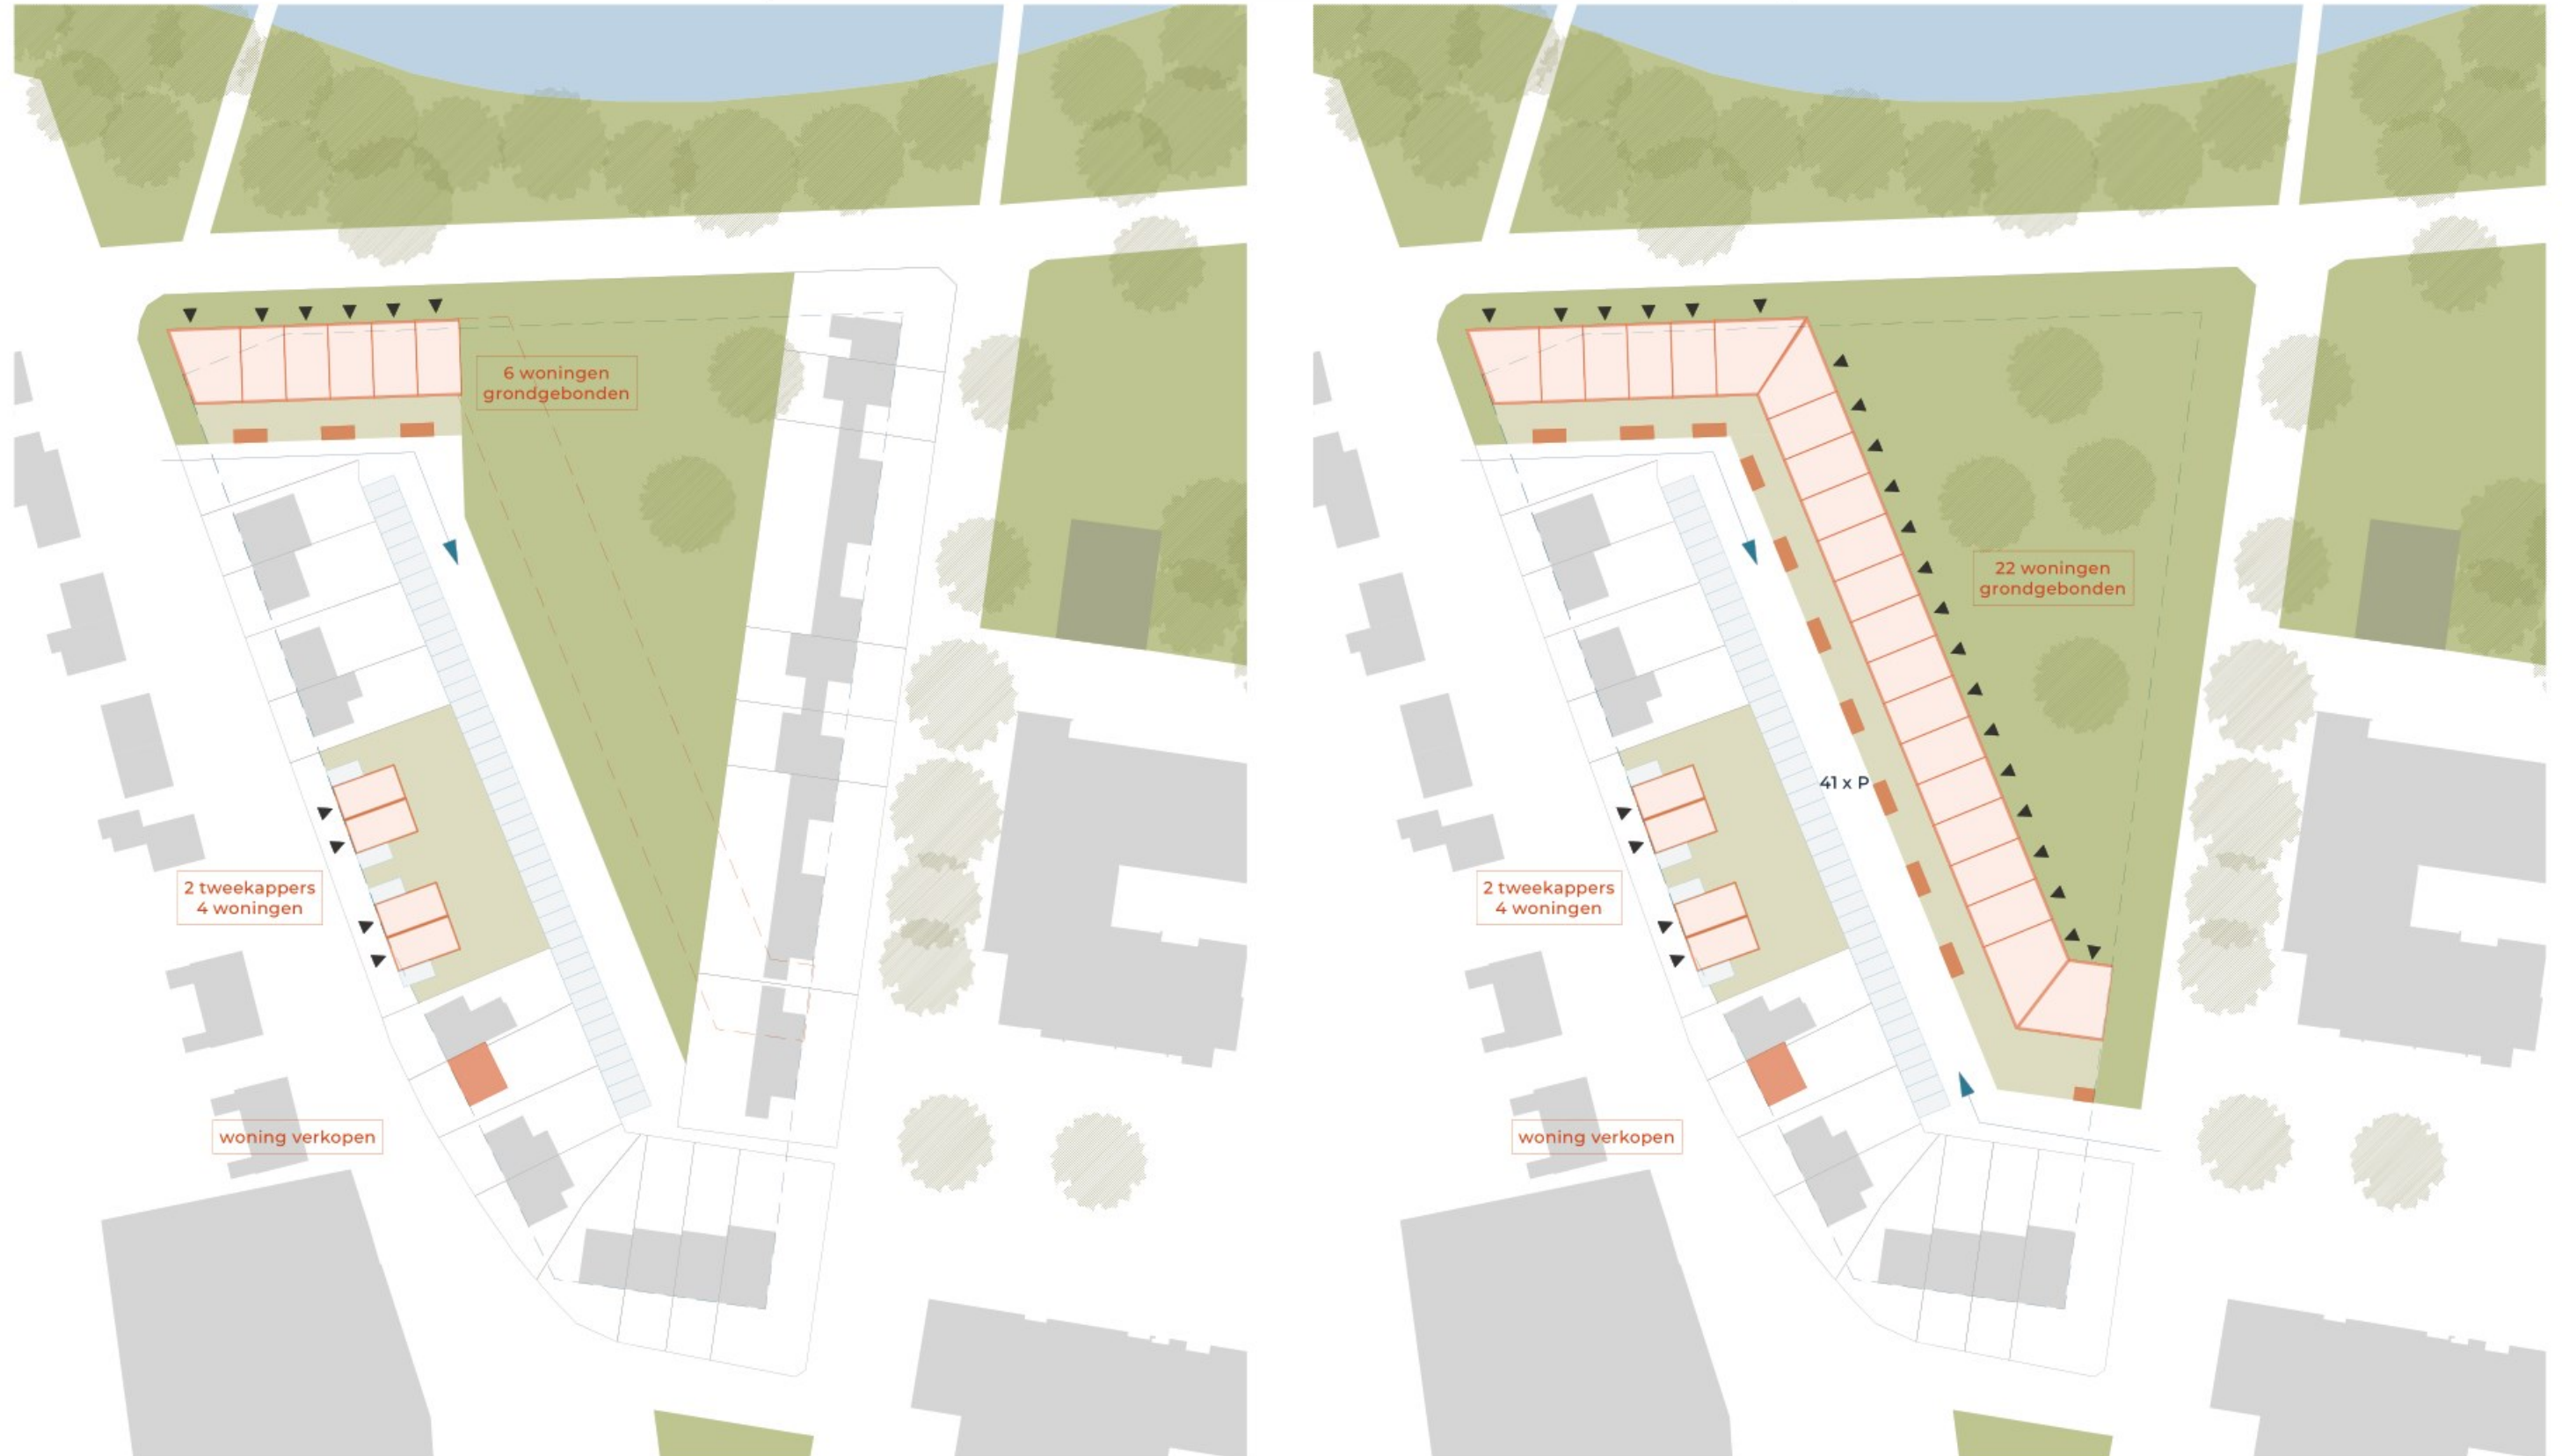 6 woningen
grondgebonden
2 tweekappers
4 woningen
woning verkopen
22 woningen
grondgebonden
41 x P
2 tweekappers
4 woningen
woning verkopen